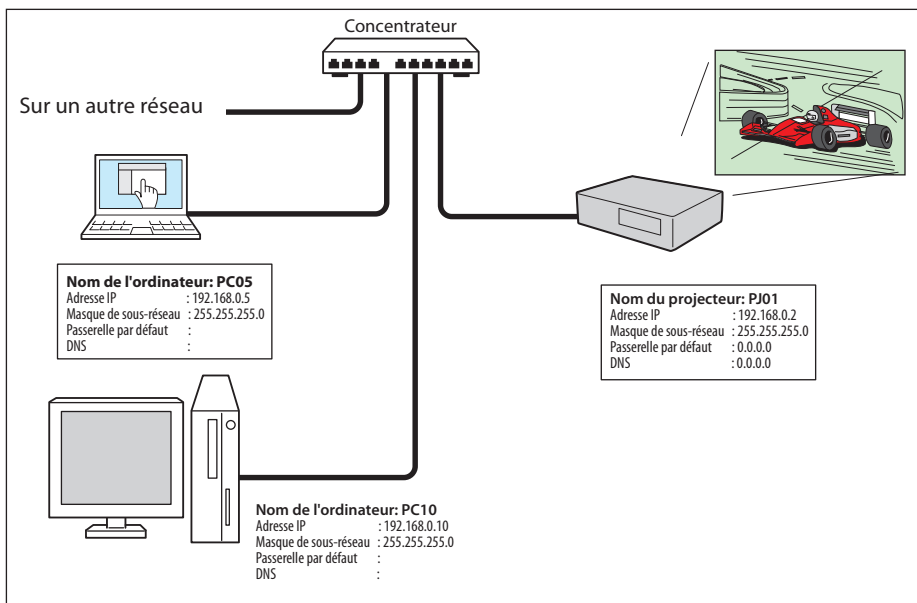 Concentrateur
Sur un autre réseau
Nom de l'ordinateur: PC05
Adresse IP : 192.168.0.5
Masque de sous-réseau : 255.255.255.0
Passerelle par défaut :
DNS :
Nom du projecteur: PJ01
Adresse IP : 192.168.0.2
Masque de sous-réseau : 255.255.255.0
Passerelle par défaut : 0.0.0.0
DNS : 0.0.0.0
Nom de l'ordinateur: PC10
Adresse IP : 192.168.0.10
Masque de sous-réseau : 255.255.255.0
Passerelle par défaut :
DNS :